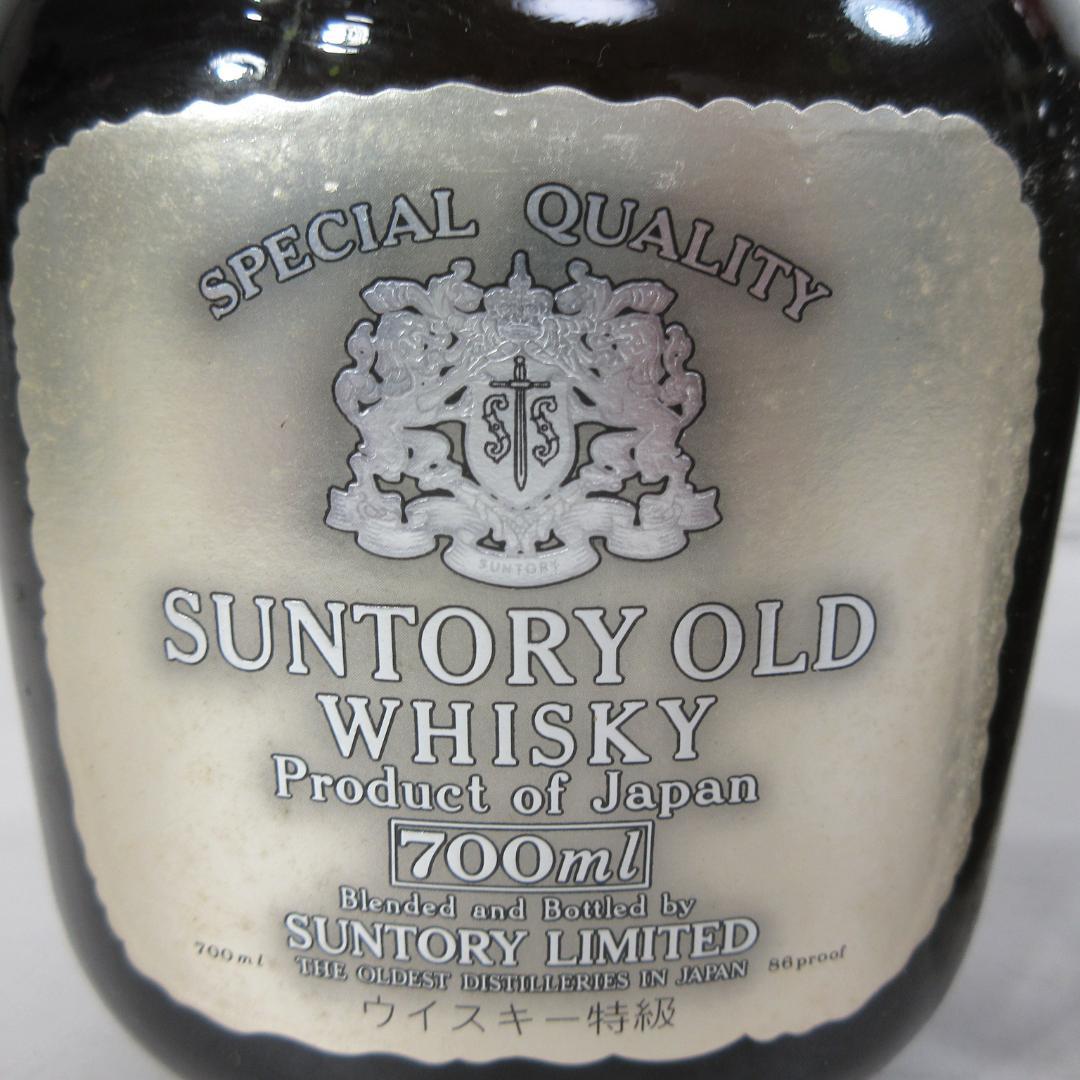 SPECIAL QUALITY
SS
SUNTORY
SUNTORY OLD
WHISKY
Product of Japan
700ml
Blended and Bottled by
SUNTORY LIMITED
700ml THE OLDEST DISTILLERIES IN JAPAN 86proof
ウイスキー特級